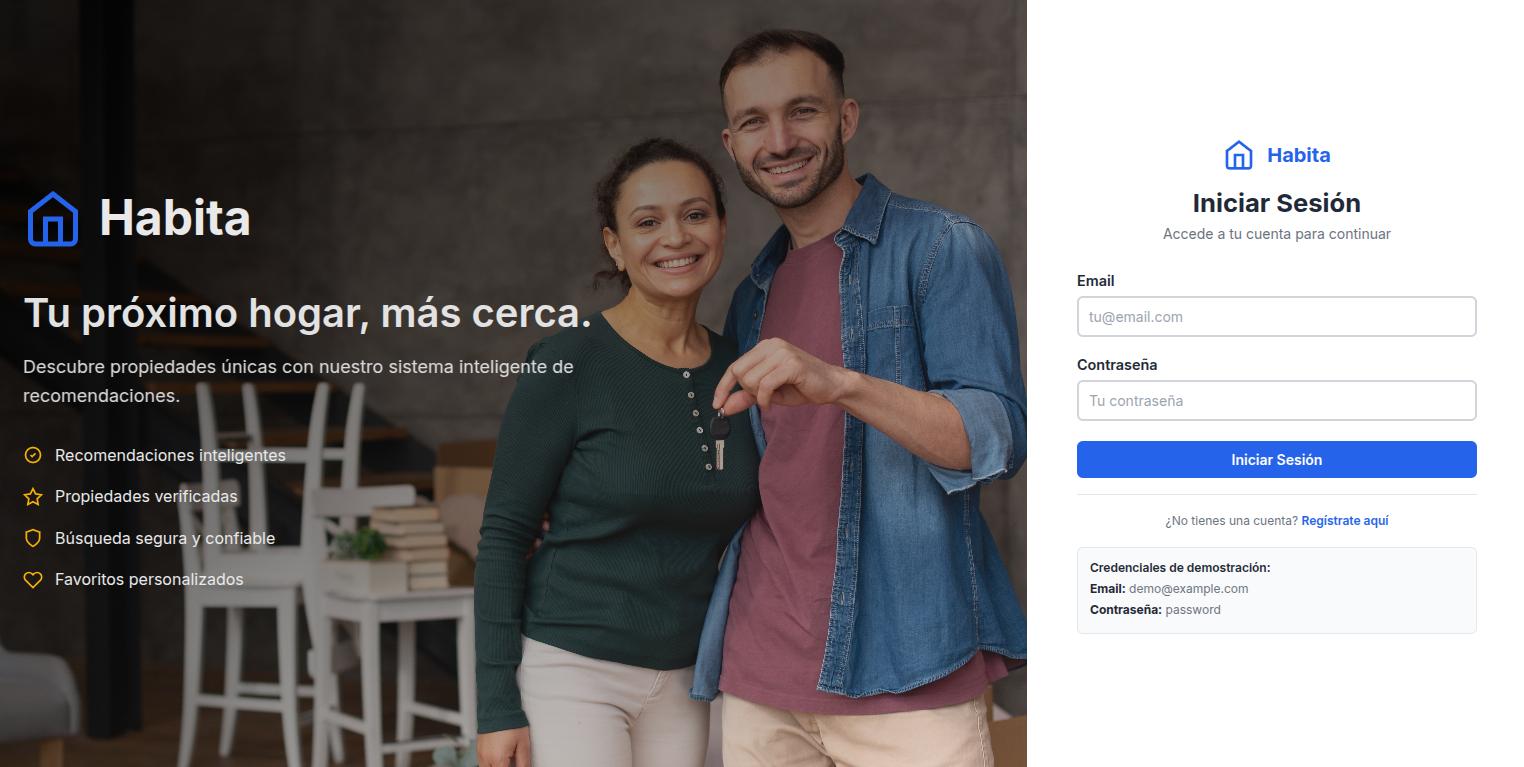 Habita
Tu próximo hogar, más cerca.
Descubre propiedades únicas con nuestro sistema inteligente de
recomendaciones.
Recomendaciones inteligentes
Propiedades verificadas
Búsqueda segura y confiable
Favoritos personalizados
Habita
Iniciar Sesión
Accede a tu cuenta para continuar
Email
tu@email.com
Contraseña
Tu contraseña
Iniciar Sesión
¿No tienes una cuenta? Regístrate aquí
Credenciales de demostración:
Email: demo@example.com
Contraseña: password